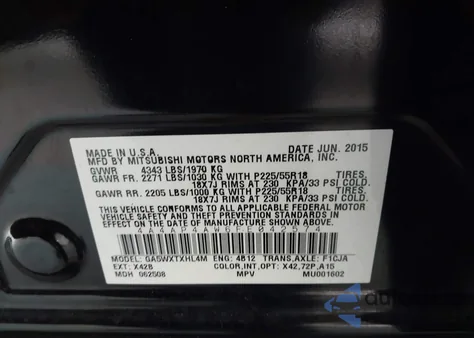 MADE IN U.S.A. DATE JUN. 2015
MFD BY MITSUBISHI MOTORS NORTH AMERICA, INC.
GVWR 4343 LBS/1970 KG
GAWR FR. 2271 LBS/1030 KG WITH P225/55R18 TIRES.
18X7J RIMS AT 230 KPA/33 PSI COLD.
GAWR RR. 2205 LBS/1000 KG WITH P225/55R18 TIRES.
18X7J RIMS AT 230 KPA/33 PSI COLD.
THIS VEHICLE CONFORMS TO ALL APPLICABLE FEDERAL MOTOR
VEHICLE SAFETY, BUMPER AND THEFT PREVENTION STANDARDS IN
EFFECT ON THE DATE OF MANUFACTURE SHOWN ABOVE.
4A4AP4AW6FE042574
MODEL: GA5WXTXHL4M ENG: 4B12 TRANS,AXLE: F1CJA
EXT: X42B COLOR,INT,OPT: X42,72P,A15
MDH 062508 MPV MU001602